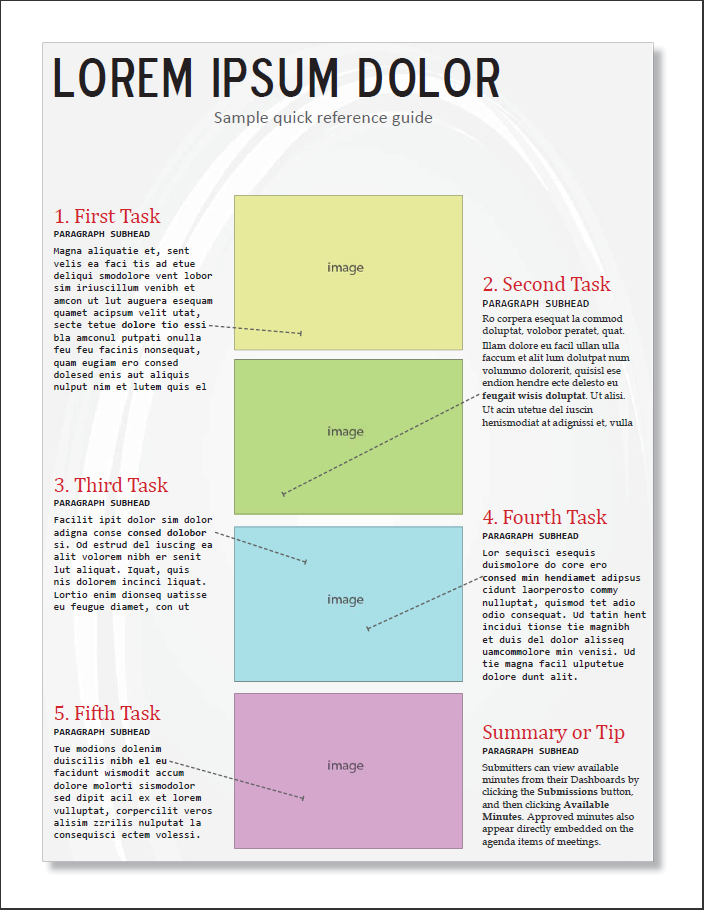 LOREM IPSUM DOLOR
Sample quick reference guide
1. First Task
PARAGRAPH SUBHEAD
Magna aliquatie et, sent
velis ea faci tis ad etue
deliqui smodolore vent lobor
sim iriuscillum venibh et
amcon ut lut auguera esequam
quamet acipsum velit utat,
secte tetue dolore tio essi
bla amconul putpati onulla
feu feu facinis nonsequat,
quam eugiam ero consed
dolesed enis aut aliquis
nulput nim et lutem quis el
image
2. Second Task
PARAGRAPH SUBHEAD
Ro corpera esequat la commod
doluptat, volobor peratet, quat.
Illam dolore eu facil ullan ulla
faccum et alit lum dolutpat num
volummo dolorerit, quisisl ese
endion hendre ecte delesto eu
feugait wisis doluptat. Ut alisi.
Ut acin utetue del iuscin
henismodiat at adignissi et, vulla
image
3. Third Task
PARAGRAPH SUBHEAD
Facilit ipit dolor sim dolor
adigna conse consed dolobor
si. Od estrud del iuscing ea
alit volorem nibh er senit
lut aliquat. Iquat, quis
nis dolorem incinci liquat.
Lortio enim dionseq uatisse
eu feugue diamet, con ut
image
4. Fourth Task
PARAGRAPH SUBHEAD
Lor sequisci esequis
duismolore do core ero
consed min hendiamet adipsus
cidunt laorperosto commy
nulluptat, quismod tet adio
odio consequat. Ud tatin hent
incidui tionse tie magnibh
et duis del dolor alisseq
uamcommolore min venisi. Ud
tie magna facil ulputetue
dolore dunt alit.
5. Fifth Task
PARAGRAPH SUBHEAD
Tue modions dolenim
duiscilis nibh el eu
facidunt wismodit accum
dolore molorti sismodolor
sed dipit acil ex et lorem
vulluptat, corpercilit veros
alisim zzrilis nulputat la
consequisci ectem volessi.
image
Summary or Tip
PARAGRAPH SUBHEAD
Submitters can view available
minutes from their Dashboards by
clicking the Submissions button,
and then clicking Available
Minutes. Approved minutes also
appear directly embedded on the
agenda items of meetings.